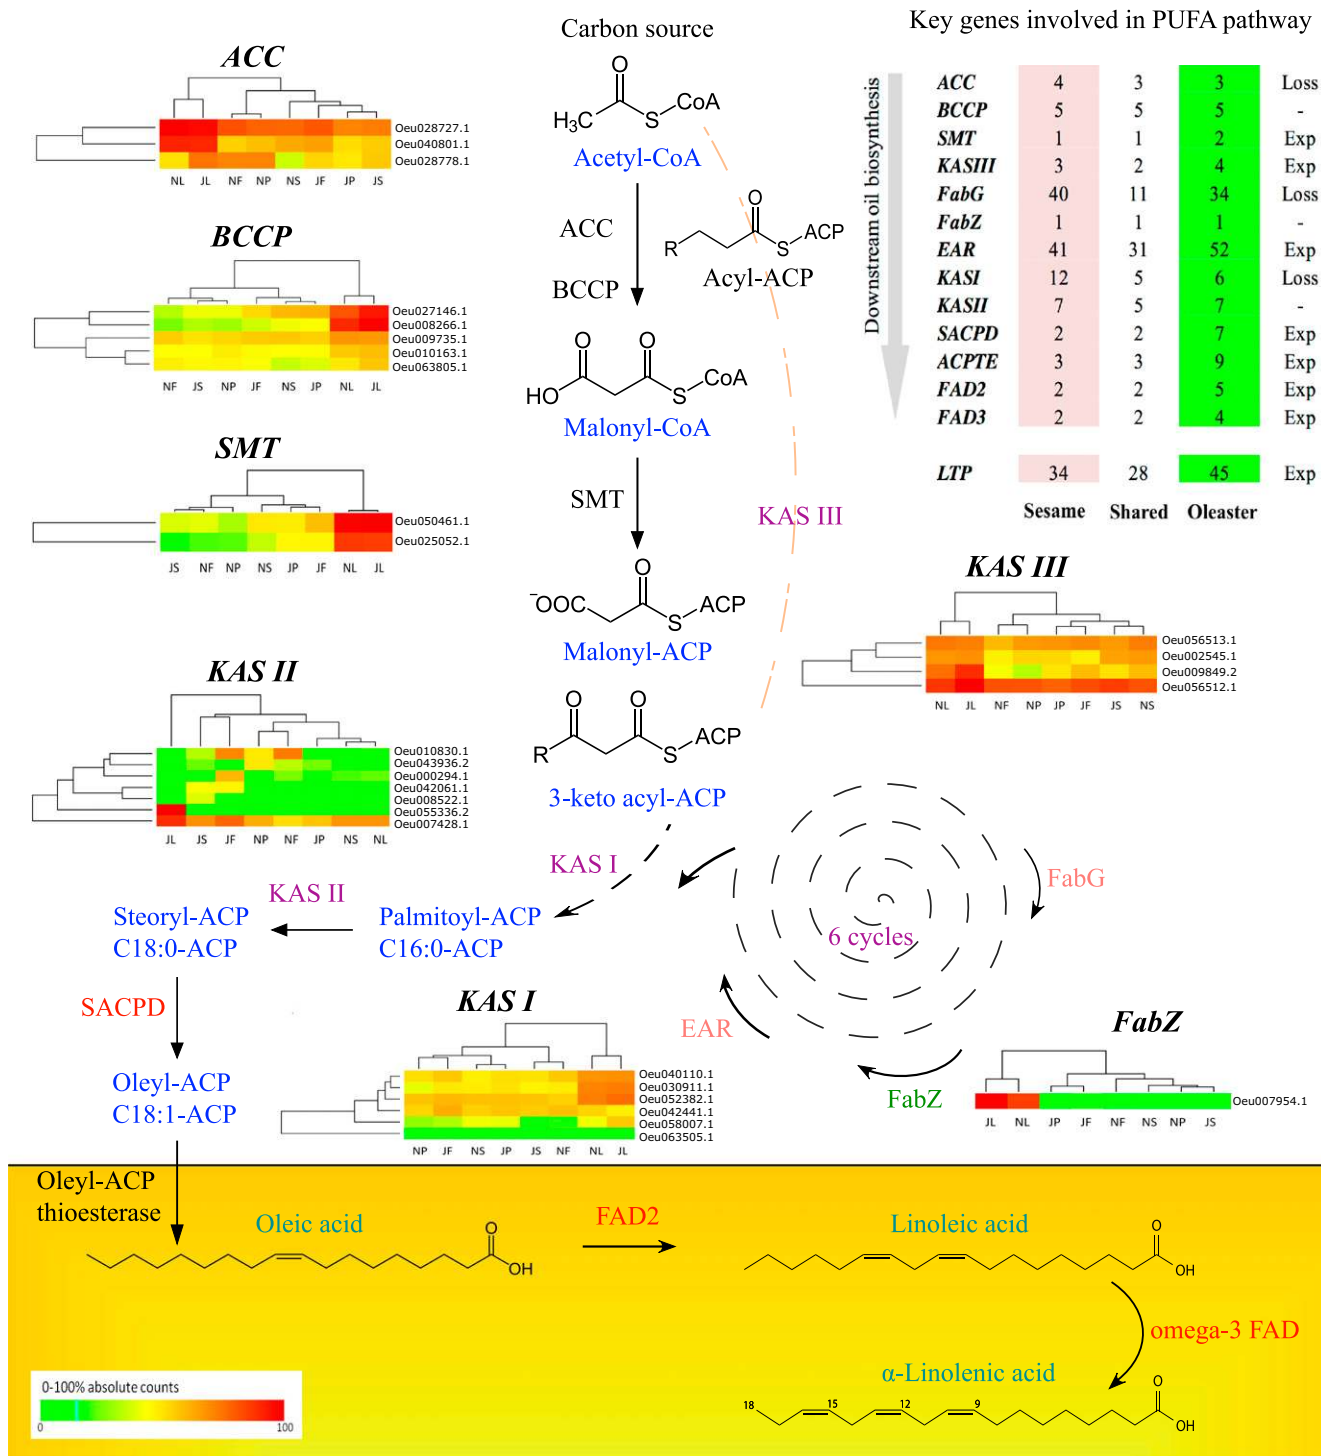 Carbon source
Key genes involved in PUFA pathway
Downstream oil biosynthesis
ACC 4 3 3 Loss
BCCP 5 5 5 -
SMT 1 1 2 Exp
KASIII 3 2 4 Exp
FabG 40 11 34 Loss
FabZ 1 1 1 -
EAR 41 31 52 Exp
KASI 12 5 6 Loss
KASII 7 5 7 -
SACPD 2 2 7 Exp
ACPTE 3 3 9 Exp
FAD2 2 2 5 Exp
FAD3 2 2 4 Exp
LTP 34 28 45 Exp
Sesame Shared Oleaster
ACC
Oeu028727.1
Oeu040801.1
Oeu028778.1
NL JL NF NP NS JF JP JS
BCCP
Oeu027146.1
Oeu008266.1
Oeu009735.1
Oeu010163.1
Oeu063805.1
NF JS NP JF NS JP NL JL
SMT
Oeu050461.1
Oeu025052.1
JS NF NP NS JP JF NL JL
KAS II
Oeu010830.1
Oeu043936.2
Oeu000294.1
Oeu042061.1
Oeu008522.1
Oeu055336.2
Oeu007428.1
JL JS JF NP NF JP NS NL
O
H₃C S CoA
Acetyl-CoA
ACC
BCCP
O
R S ACP
Acyl-ACP
O O
HO S CoA
Malonyl-CoA
SMT
KAS III
O
⁻OOC S ACP
Malonyl-ACP
O O
R S ACP
3-keto acyl-ACP
KAS III
Oeu056513.1
Oeu002545.1
Oeu009849.2
Oeu056512.1
NL JL NF NP JP JF JS NS
KAS I
KAS II
Steoryl-ACP
C18:0-ACP
Palmitoyl-ACP
C16:0-ACP
6 cycles
FabG
EAR
FabZ
SACPD
Oleyl-ACP
C18:1-ACP
KAS I
Oeu040110.1
Oeu030911.1
Oeu052382.1
Oeu042441.1
Oeu058007.1
Oeu063505.1
NP JF NS JP JS NF NL JL
FabZ
Oeu007954.1
JL NL JP JF NF NS NP JS
Oleyl-ACP
thioesterase
Oleic acid
O
OH
FAD2
Linoleic acid
O
OH
omega-3 FAD
α-Linolenic acid
18 15 12 9
O
OH
0-100% absolute counts
0 100